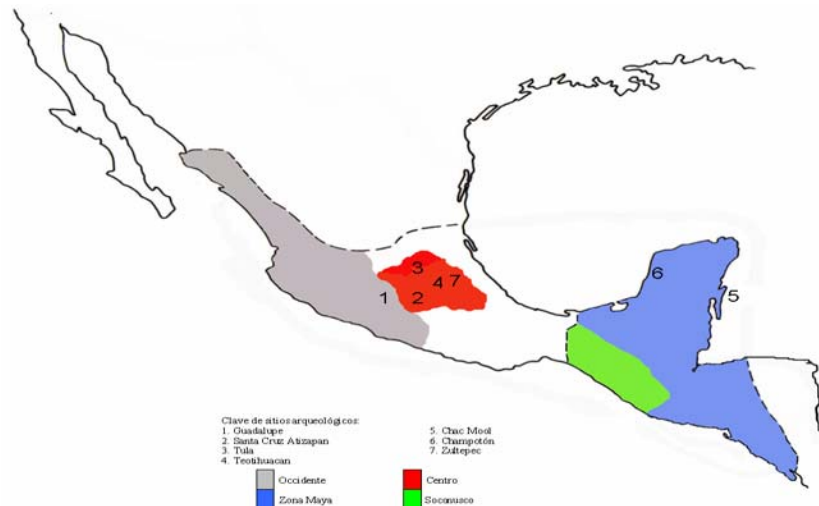 3
6
4 7
5
1
2
Clave de sitios arqueológicos:
1. Guadalupe
2. Santa Cruz Atizapan
3. Tula
4. Teotihuacan
5. Chac Mool
6. Champotón
7. Zultepec
Occidente
Zona Maya
Centro
Soconusco